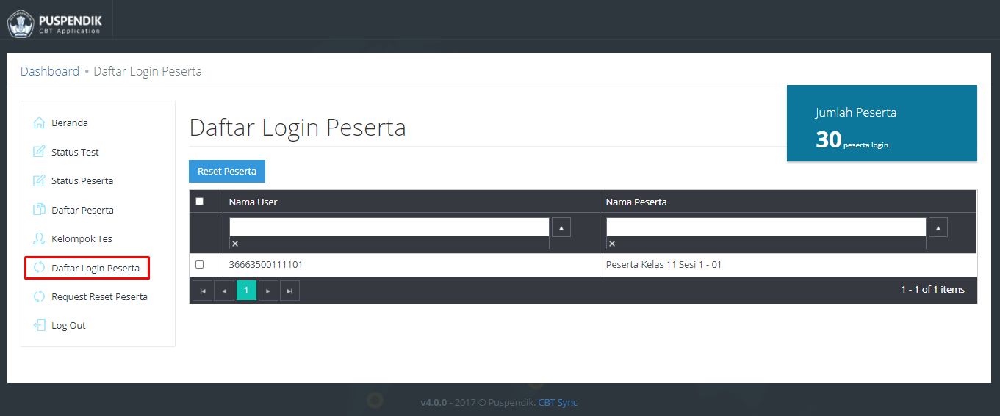 PUSPENDIK
CBT Application
Dashboard • Daftar Login Peserta
Beranda
Status Test
Status Peserta
Daftar Peserta
Kelompok Tes
Daftar Login Peserta
Request Reset Peserta
Log Out
Daftar Login Peserta
Jumlah Peserta
30 peserta login.
Reset Peserta
Nama User Nama Peserta
36663500111101 Peserta Kelas 11 Sesi 1 - 01
1 1 - 1 of 1 items
v4.0.0 - 2017 © Puspendik. CBT Sync